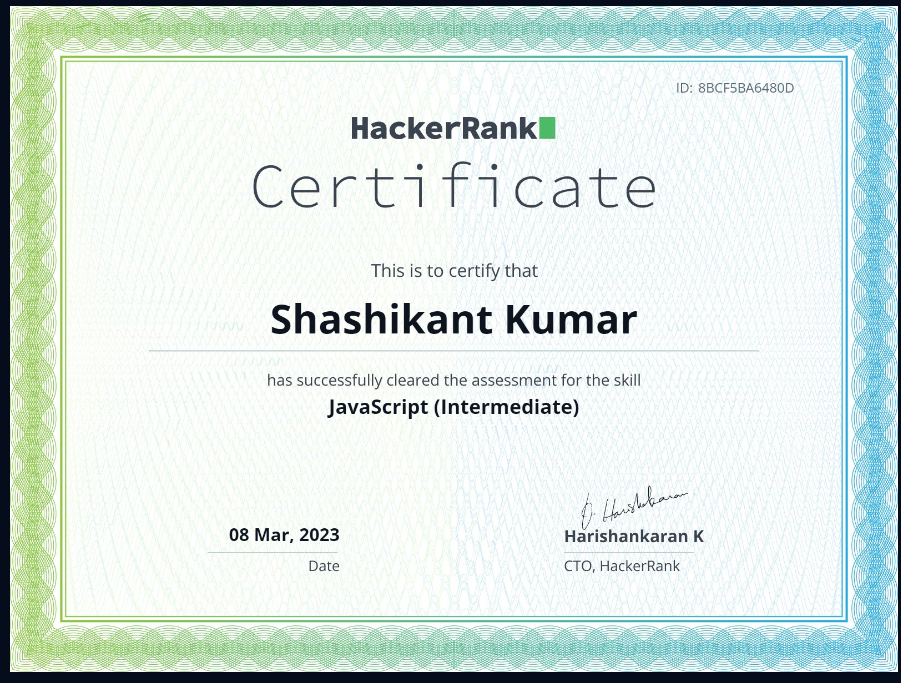 ID: 8BCF5BA6480D
HackerRank
Certificate
This is to certify that
Shashikant Kumar
has successfully cleared the assessment for the skill
JavaScript (Intermediate)
08 Mar, 2023
Date
Harishankaran K
CTO, HackerRank